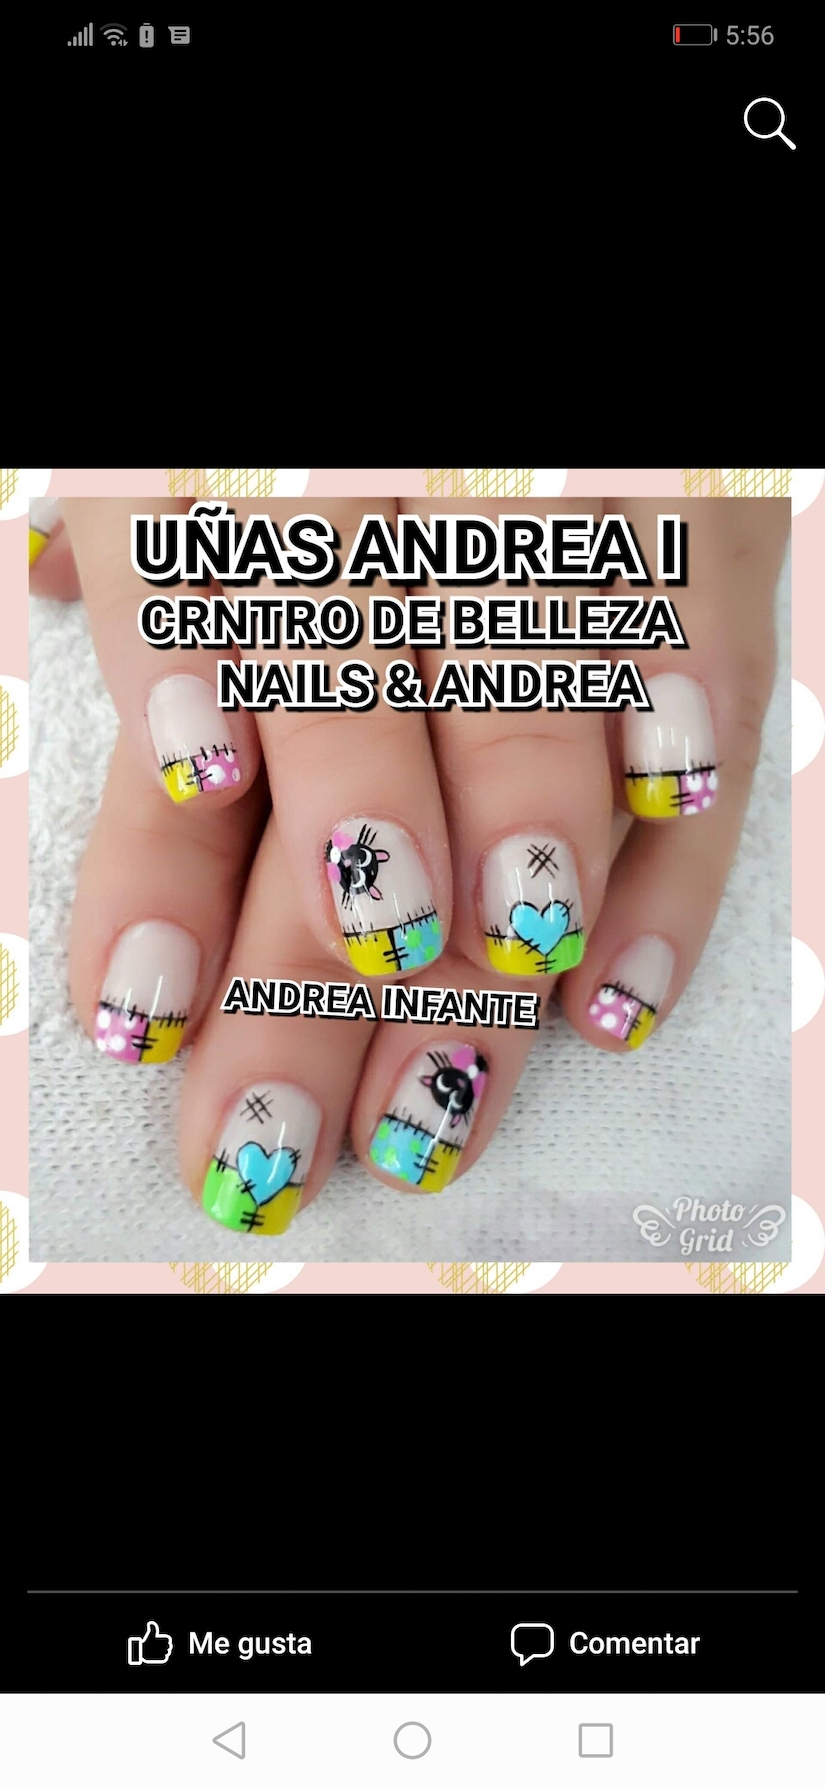 5:56
UÑAS ANDREA I
CRNTRO DE BELLEZA
NAILS & ANDREA
ANDREA INFANTE
Photo
Grid
Me gusta
Comentar